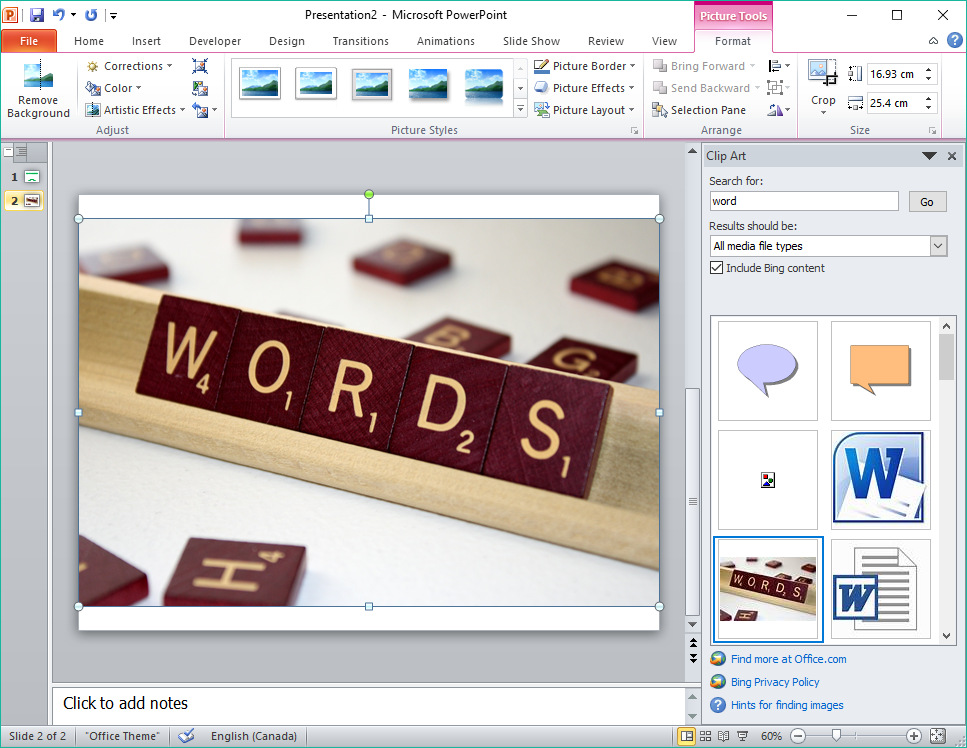 Presentation2 - Microsoft PowerPoint
Picture Tools
File
Home
Insert
Developer
Design
Transitions
Animations
Slide Show
Review
View
Format
Remove
Background
Corrections
Color
Artistic Effects
Adjust
Picture Styles
Picture Border
Picture Effects
Picture Layout
Bring Forward
Send Backward
Selection Pane
Arrange
Crop
16.93 cm
25.4 cm
Size
1
2
W4 O1 R1 D2 S1
B
G
H4
Clip Art
Search for:
word
Go
Results should be:
All media file types
Include Bing content
W
WORDS
H
W
Find more at Office.com
Bing Privacy Policy
Hints for finding images
Click to add notes
Slide 2 of 2
"Office Theme"
English (Canada)
60%